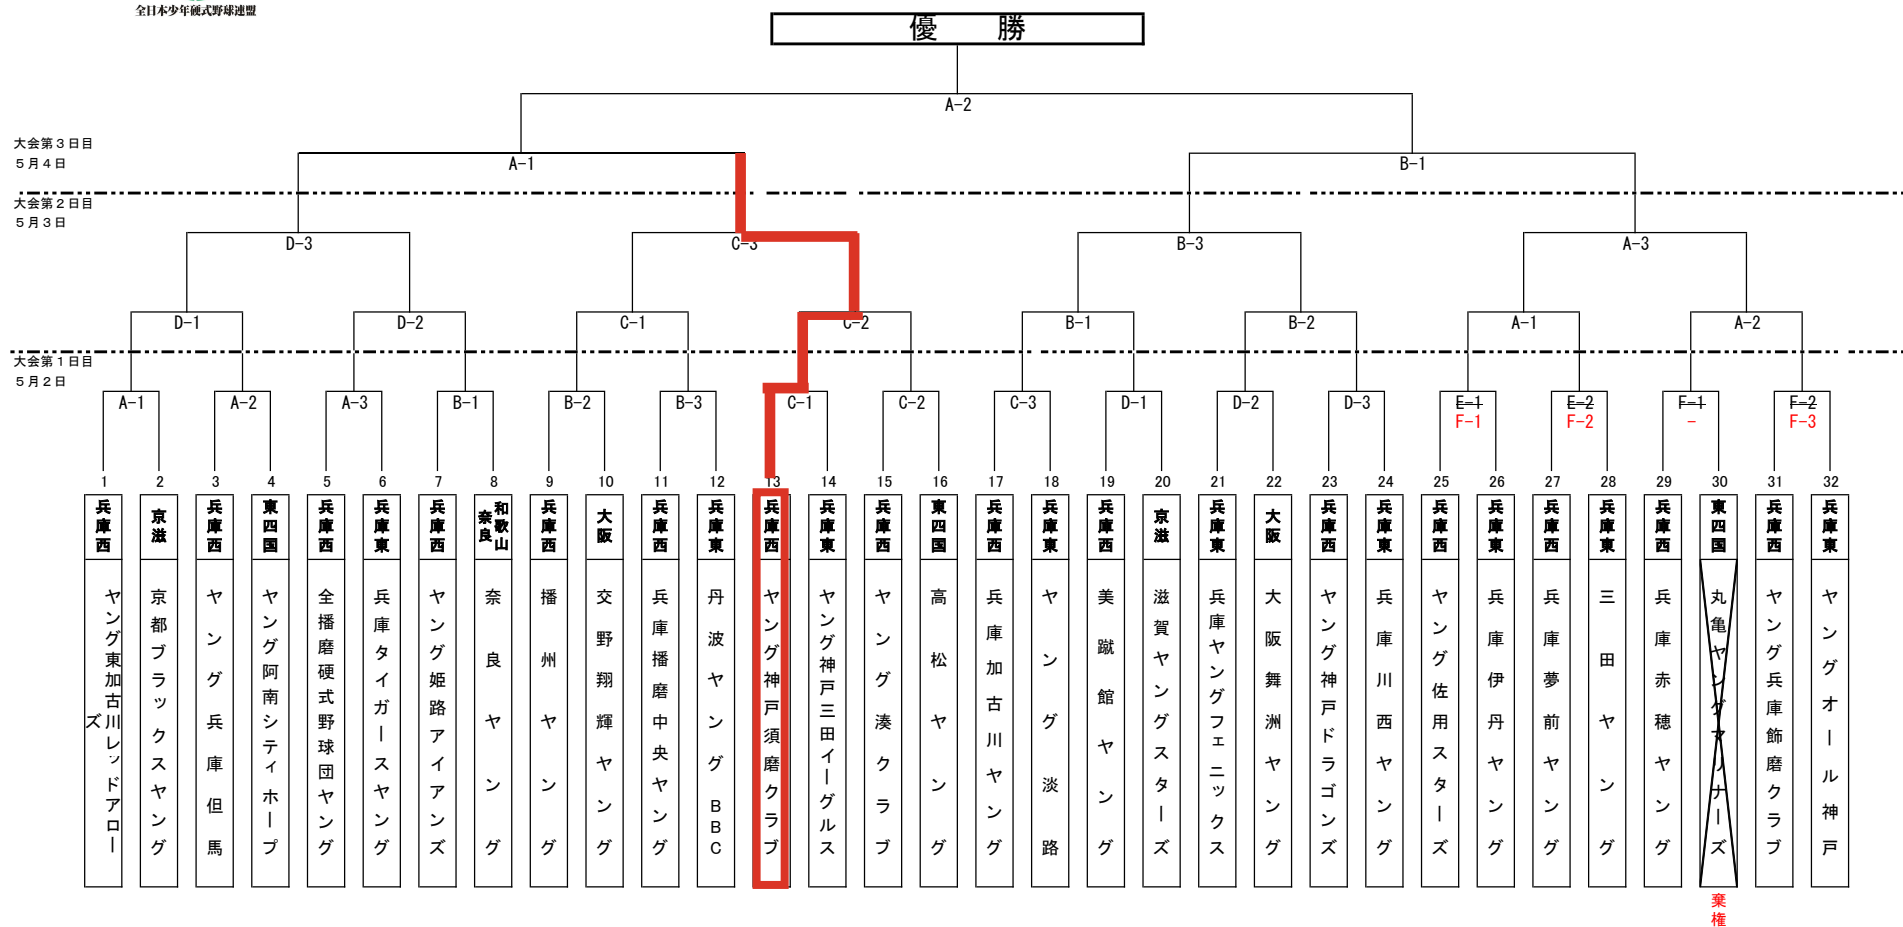 全日本少年硬式野球連盟
優　勝
A-2
大会第３日目
５月４日
A-1
B-1
大会第２日目
５月３日
D-3
C-3
B-3
A-3
D-1
D-2
C-1
C-2
B-1
B-2
A-1
A-2
大会第１日目
５月２日
A-1
A-2
A-3
B-1
B-2
B-3
C-1
C-2
C-3
D-1
D-2
D-3
E-1
F-1
E-2
F-2
F-1
-
F-2
F-3
1
兵庫西
ヤング東加古川レッドアローズ
2
京滋
京都ブラックスヤング
3
兵庫西
ヤング兵庫但馬
4
東四国
ヤング阿南シティホープ
5
兵庫西
全播磨硬式野球団ヤング
6
兵庫東
兵庫タイガースヤング
7
兵庫西
ヤング姫路アイアンズ
8
和歌山
奈良
奈良ヤング
9
兵庫西
播州ヤング
10
大阪
交野翔輝ヤング
11
兵庫西
兵庫播磨中央ヤング
12
兵庫東
丹波ヤングBBC
13
兵庫西
ヤング神戸須磨クラブ
14
兵庫東
ヤング神戸三田イーグルス
15
兵庫西
ヤング湊クラブ
16
東四国
高松ヤング
17
兵庫西
兵庫加古川ヤング
18
兵庫東
ヤング淡路
19
兵庫西
美蹴館ヤング
20
京滋
滋賀ヤングスターズ
21
兵庫東
兵庫ヤングフェニックス
22
大阪
大阪舞洲ヤング
23
兵庫西
ヤング神戸ドラゴンズ
24
兵庫東
兵庫川西ヤング
25
兵庫西
ヤング佐用スターズ
26
兵庫東
兵庫伊丹ヤング
27
兵庫西
兵庫夢前ヤング
28
兵庫東
三田ヤング
29
兵庫西
兵庫赤穂ヤング
30
東四国
丸亀ヤングマリナーズ
棄権
31
兵庫西
ヤング兵庫飾磨クラブ
32
兵庫東
ヤングオール神戸